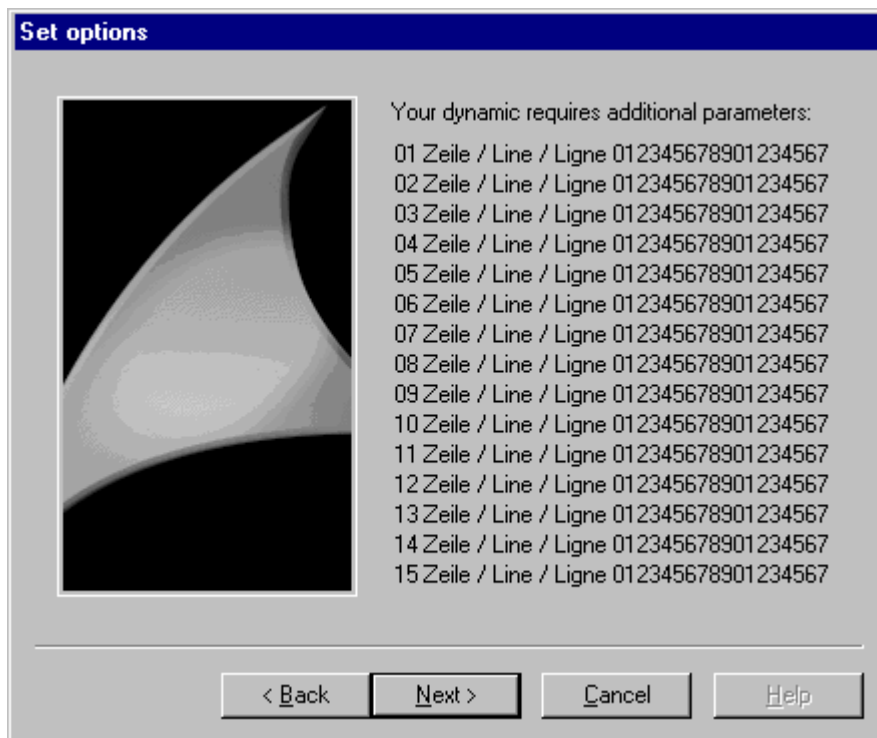 Set options
Your dynamic requires additional parameters:
01 Zeile / Line / Ligne 012345678901234567
02 Zeile / Line / Ligne 012345678901234567
03 Zeile / Line / Ligne 012345678901234567
04 Zeile / Line / Ligne 012345678901234567
05 Zeile / Line / Ligne 012345678901234567
06 Zeile / Line / Ligne 012345678901234567
07 Zeile / Line / Ligne 012345678901234567
08 Zeile / Line / Ligne 012345678901234567
09 Zeile / Line / Ligne 012345678901234567
10 Zeile / Line / Ligne 012345678901234567
11 Zeile / Line / Ligne 012345678901234567
12 Zeile / Line / Ligne 012345678901234567
13 Zeile / Line / Ligne 012345678901234567
14 Zeile / Line / Ligne 012345678901234567
15 Zeile / Line / Ligne 012345678901234567
< Back Next > Cancel Help